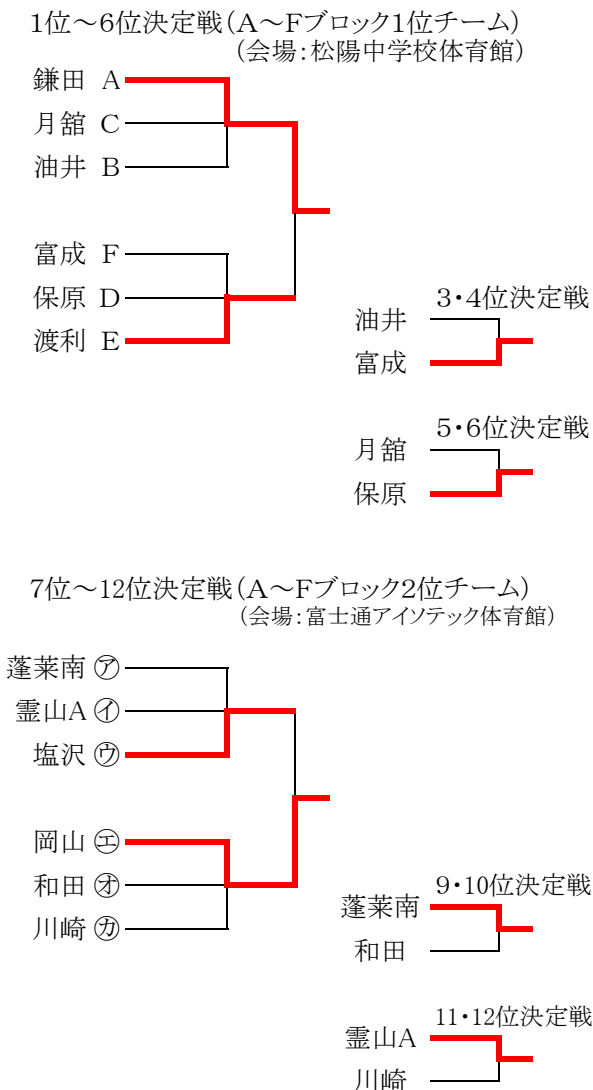 1位～6位決定戦(A～Fブロック1位チーム)
(会場:松陽中学校体育館)
鎌田 A
月舘 C
油井 B
富成 F
保原 D
渡利 E
3・4位決定戦
油井
富成
5・6位決定戦
月舘
保原
7位～12位決定戦(A～Fブロック2位チーム)
(会場:富士通アイソテック体育館)
蓬莱南 ㋐
霊山A ㋑
塩沢 ㋒
岡山 ㋓
和田 ㋔
川崎 ㋕
9・10位決定戦
蓬莱南
和田
11・12位決定戦
霊山A
川崎